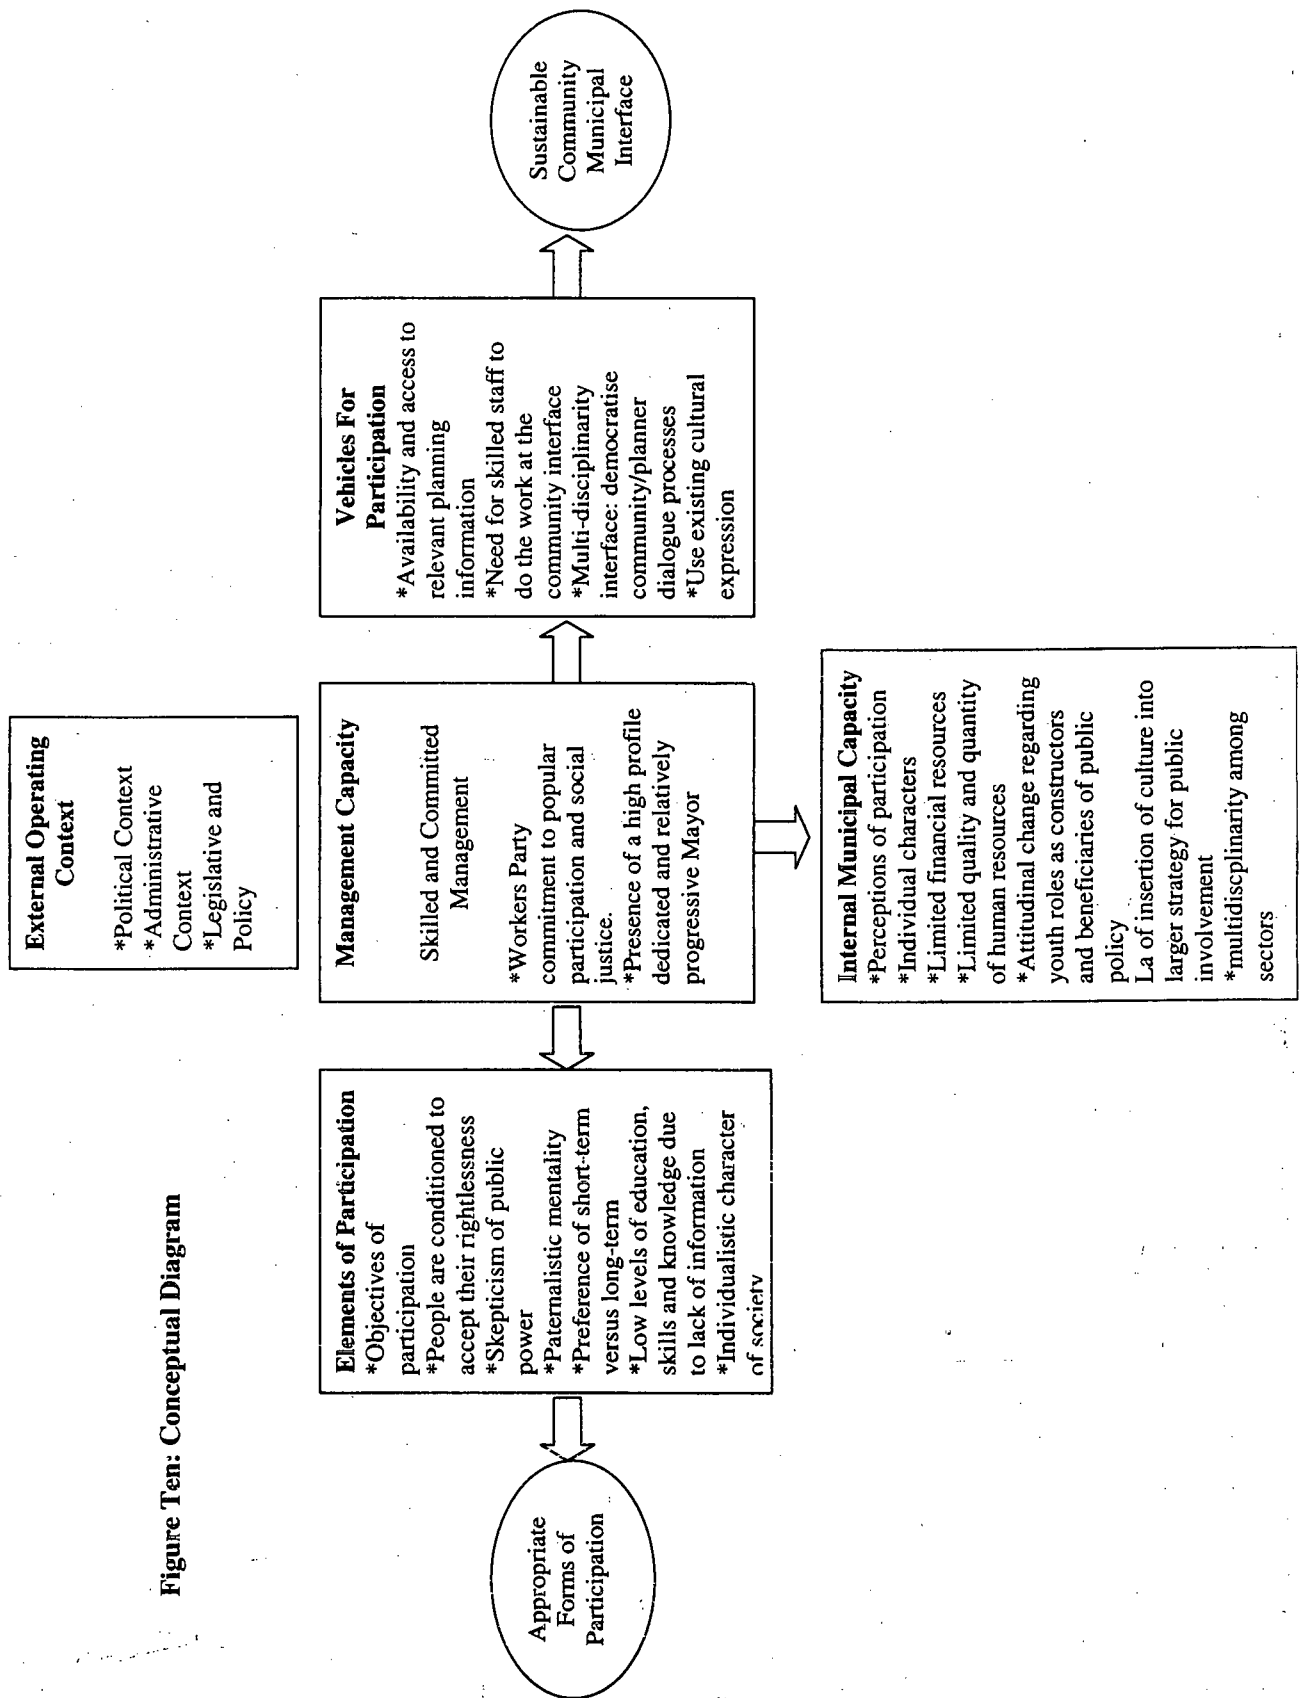 Figure Ten: Conceptual Diagram
External Operating
Context
*Political Context
*Administrative
Context
*Legislative and
Policy
Appropriate
Forms of
Participation
Elements of Participation
*Objectives of
participation
*People are conditioned to
accept their rightlessness
*Skepticism of public
power
*Paternalistic mentality
*Preference of short-term
versus long-term
*Low levels of education,
skills and knowledge due
to lack of information
*Individualistic character
of society
Management Capacity
Skilled and Committed
Management
*Workers Party
commitment to popular
participation and social
justice.
*Presence of a high profile
dedicated and relatively
progressive Mayor
Vehicles For
Participation
*Availability and access to
relevant planning
information
*Need for skilled staff to
do the work at the
community interface
*Multi-disciplinarity
interface: democratise
community/planner
dialogue processes
*Use existing cultural
expression
Sustainable
Community
Municipal
Interface
Internal Municipal Capacity
*Perceptions of participation
*Individual characters
*Limited financial resources
*Limited quality and quantity
of human resources
*Attitudinal change regarding
youth roles as constructors
and beneficiaries of public
policy
La of insertion of culture into
larger strategy for public
involvement
*multidiscplinarity among
sectors